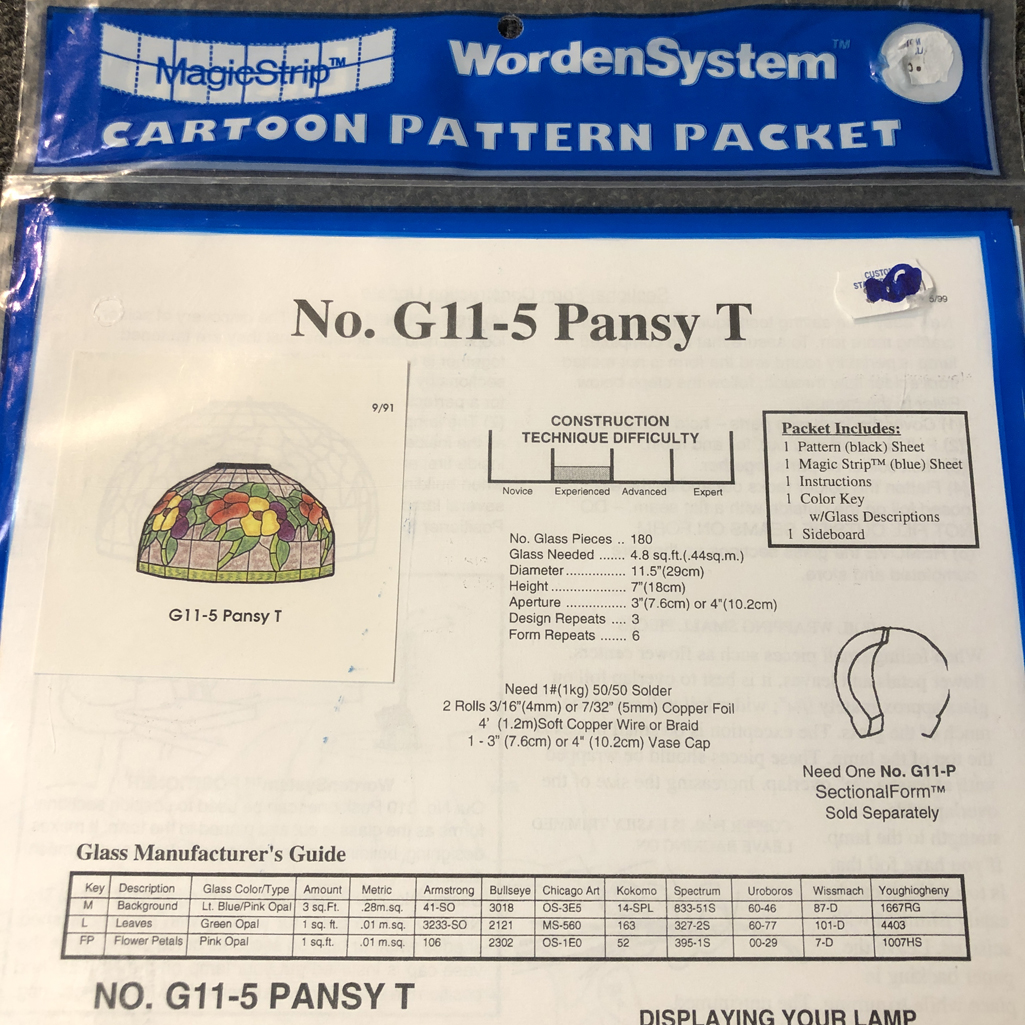 MagicStrip™
WordenSystem™
CARTOON PATTERN PACKET
CUSTO
5/99
No. G11-5 Pansy T
9/91
G11-5 Pansy T
CONSTRUCTION
TECHNIQUE DIFFICULTY
Novice Experienced Advanced Expert
Packet Includes:
1 Pattern (black) Sheet
1 Magic Strip™ (blue) Sheet
1 Instructions
1 Color Key
w/Glass Descriptions
1 Sideboard
No. Glass Pieces .. 180
Glass Needed ....... 4.8 sq.ft.(.44sq.m.)
Diameter ................ 11.5"(29cm)
Height .................... 7"(18cm)
Aperture ................ 3"(7.6cm) or 4"(10.2cm)
Design Repeats .... 3
Form Repeats ....... 6
Need 1#(1kg) 50/50 Solder
2 Rolls 3/16"(4mm) or 7/32" (5mm) Copper Foil
4' (1.2m)Soft Copper Wire or Braid
1 - 3" (7.6cm) or 4" (10.2cm) Vase Cap
Need One No. G11-P
SectionalForm™
Sold Separately
Glass Manufacturer's Guide
Key Description Glass Color/Type Amount Metric Armstrong Bullseye Chicago Art Kokomo Spectrum Uroboros Wissmach Youghiogheny
M Background Lt. Blue/Pink Opal 3 sq.Ft. .28m.sq. 41-SO 3018 OS-3E5 14-SPL 833-51S 60-46 87-D 1667RG
L Leaves Green Opal 1 sq. ft. .01 m.sq. 3233-SO 2121 MS-560 163 327-2S 60-77 101-D 4403
FP Flower Petals Pink Opal 1 sq.ft. .01 m.sq. 106 2302 OS-1E0 52 395-1S 00-29 7-D 1007HS
NO. G11-5 PANSY T
DISPLAYING YOUR LAMP